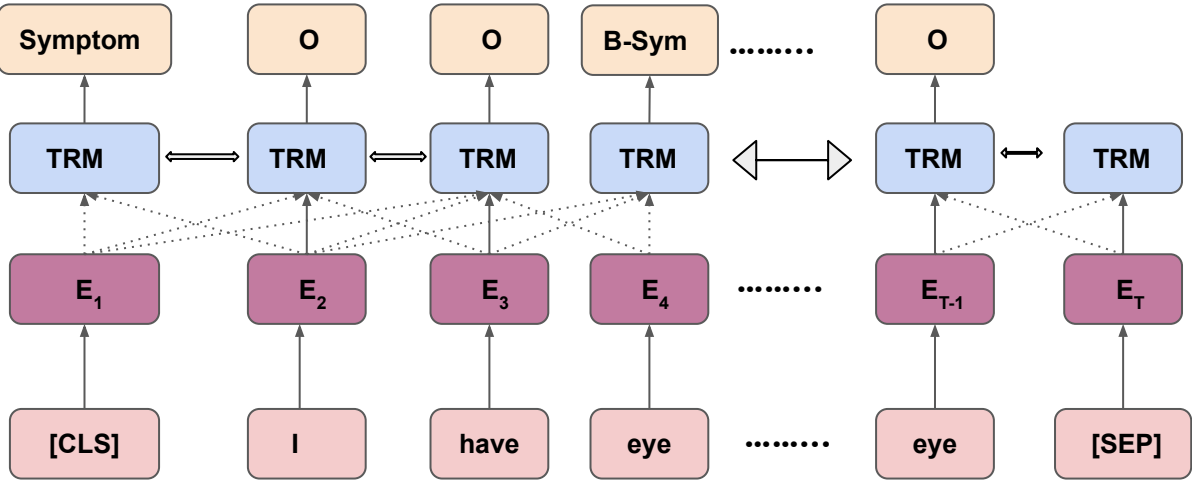 Symptom O O B-Sym ……... O
TRM TRM TRM TRM TRM TRM
E1 E2 E3 E4 ……... ET-1 ET
[CLS] I have eye ……... eye [SEP]